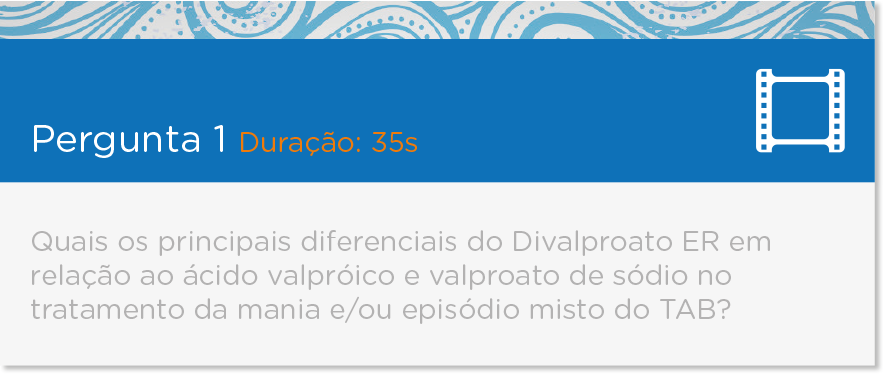 Pergunta 1 Duração: 35s
Quais os principais diferenciais do Divalproato ER em
relação ao ácido valpróico e valproato de sódio no
tratamento da mania e/ou episódio misto do TAB?